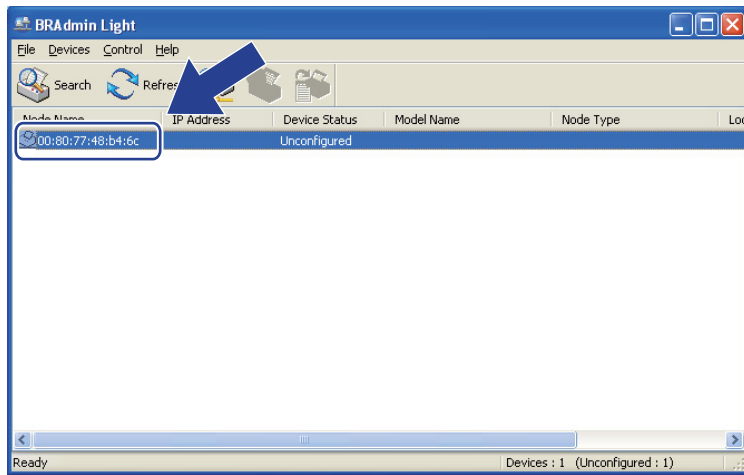 BRAdmin Light
File Devices Control Help
Search Refres
Node Name IP Address Device Status Model Name Node Type Loc
00:80:77:48:b4:6c Unconfigured
Ready Devices : 1 (Unconfigured : 1)